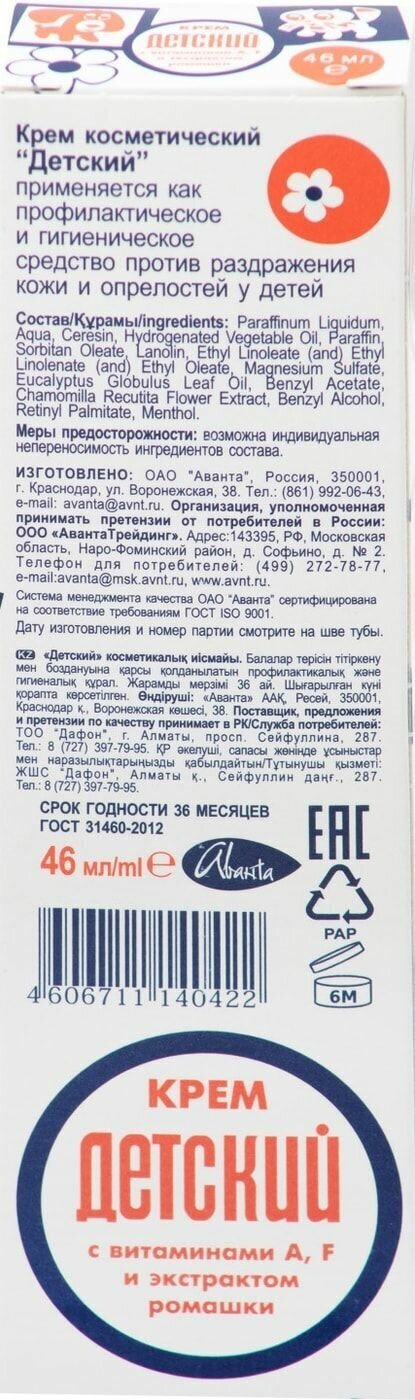 КРЕМ
ДЕТСКИЙ
с витаминами A, F
и экстрактом
ромашки
46 мл
℮
Крем косметический
"Детский"
применяется как
профилактическое
и гигиеническое
средство против раздражения
кожи и опрелостей у детей
Состав/Құрамы/ingredients: Paraffinum Liquidum,
Aqua, Ceresin, Hydrogenated Vegetable Oil, Paraffin,
Sorbitan Oleate, Lanolin, Ethyl Linoleate (and) Ethyl
Linolenate (and) Ethyl Oleate, Magnesium Sulfate,
Eucalyptus Globulus Leaf Oil, Benzyl Acetate,
Chamomilla Recutita Flower Extract, Benzyl Alcohol,
Retinyl Palmitate, Menthol.
Меры предосторожности: возможна индивидуальная
непереносимость ингредиентов состава.
ИЗГОТОВЛЕНО: ОАО "Аванта", Россия, 350001,
г. Краснодар, ул. Воронежская, 38. Тел.: (861) 992-06-43,
e-mail: avanta@avnt.ru. Организация, уполномоченная
принимать претензии от потребителей в России:
ООО «АвантаТрейдинг». Адрес:143395, РФ, Московская
область, Наро-Фоминский район, д. Софьино, д. № 2.
Телефон для потребителей: (499) 272-78-77,
e-mail:avanta@msk.avnt.ru, www.avnt.ru.
Система менеджмента качества ОАО "Аванта" сертифицирована
на соответствие требованиям ГОСТ ISO 9001.
Дату изготовления и номер партии смотрите на шве тубы.
KZ «Детский» косметикалық иісмайы. Балалар терісін тітіркену
мен боздануына қарсы қолданылатын профилактикалық және
гигиеналық құрал. Жарамды мерзімі 36 ай. Шығарылған күні
қорапта көрсетілген. Өндіруші: «Аванта» ААҚ, Ресей, 350001,
Краснодар қ., Воронежская көшесі, 38. Поставщик, предложения
и претензии по качеству принимает в РК/Служба потребителей:
ТОО "Дафон", г. Алматы, просп. Сейфуллина, 287.
Тел.: 8 (727) 397-79-95. ҚР әкелуші, сапасы жөнінде ұсыныстар
мен наразылықтарыңызды қабылдайтын/Тұтынушы қызметі:
ЖШС "Дафон", Алматы қ., Сейфуллин даңғ., 287.
Тел.: 8 (727) 397-79-95.
СРОК ГОДНОСТИ 36 МЕСЯЦЕВ
ГОСТ 31460-2012
EAC
46 мл/ml ℮
Avanta
PAP
6M
4 606711 140422
КРЕМ
ДЕТСКИЙ
с витаминами A, F
и экстрактом
ромашки